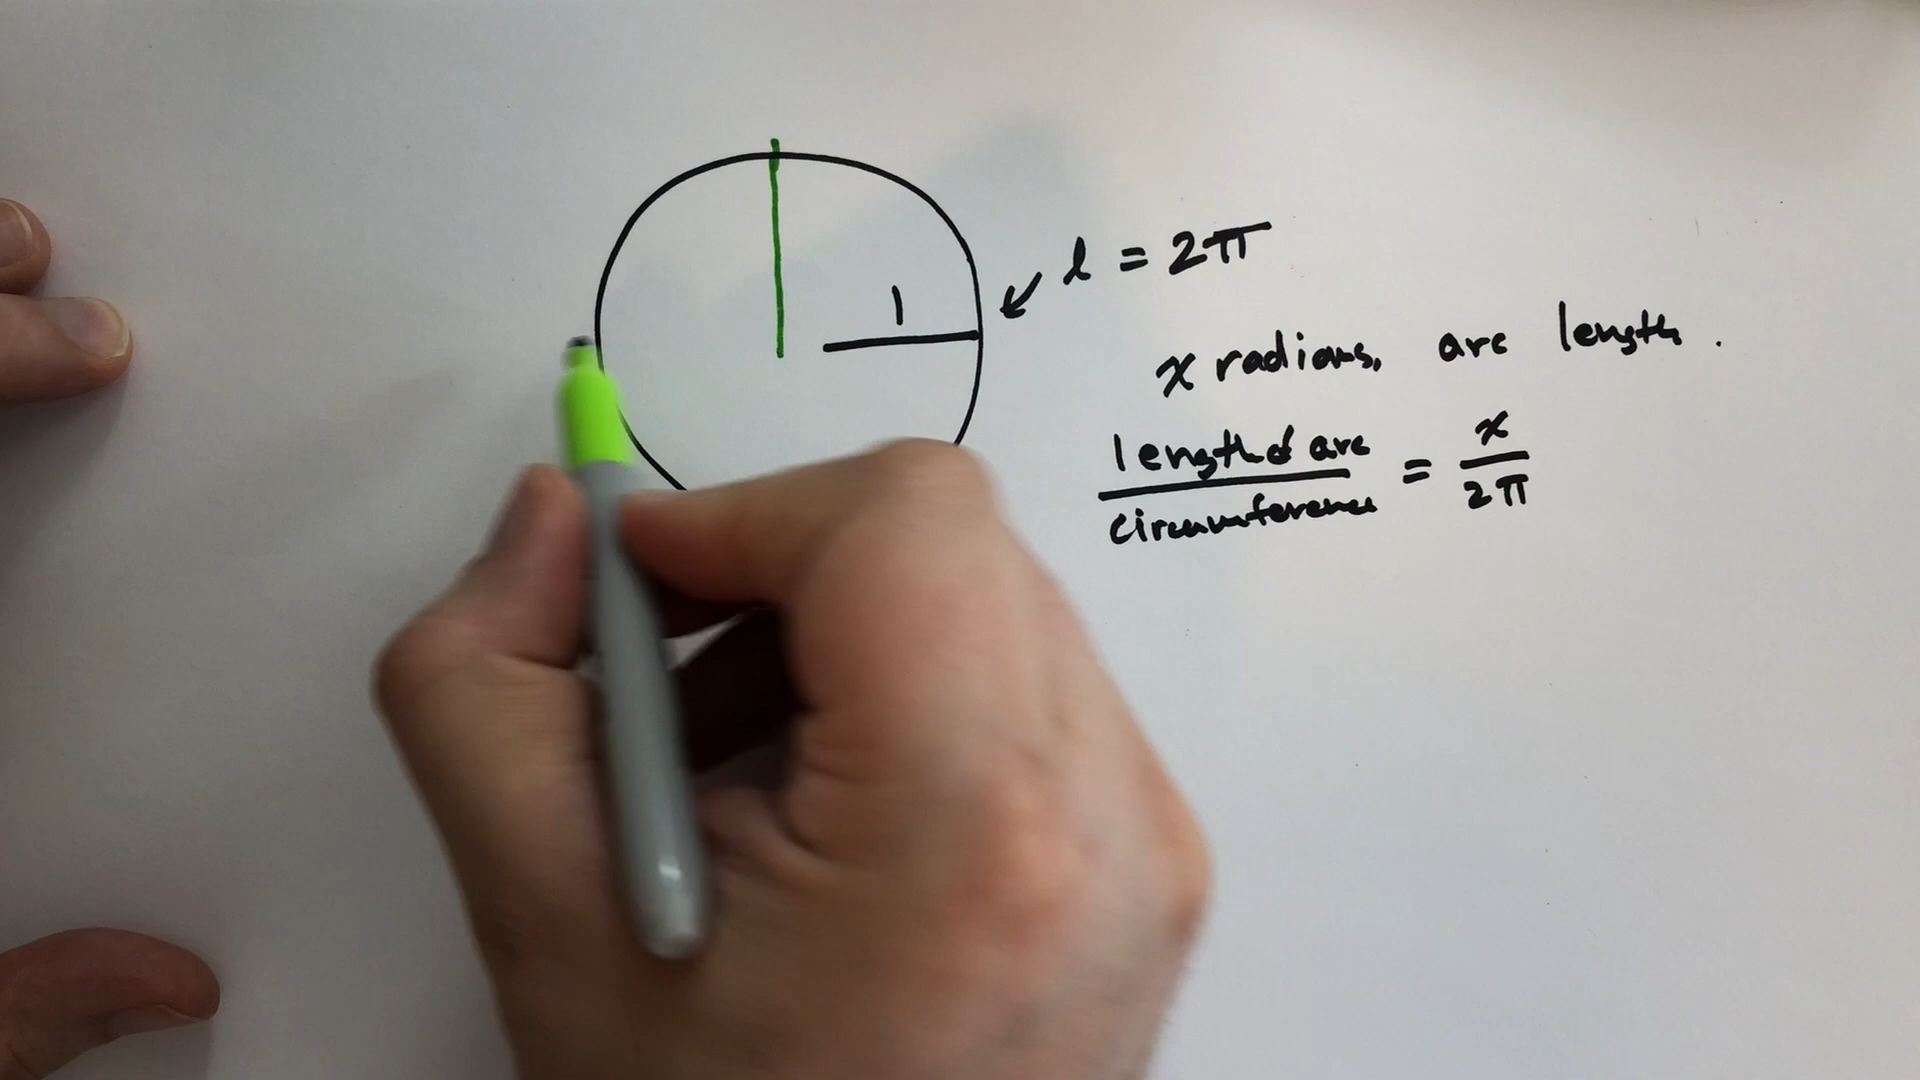 1
l = 2π
x radians, arc length.
length of arc / circumference = x / 2π